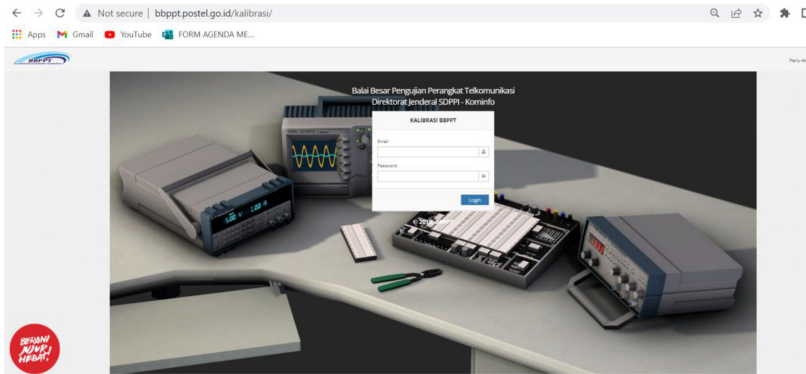 Not secure | bbppt.postel.go.id/kalibrasi/
Apps Gmail YouTube FORM AGENDA ME...
BBPPT
Balai Besar Pengujian Perangkat Telkomunikasi
Direktorat Jenderal SDPPI - Kominfo
KALIBRASI BBPPT
Email
Password
Login
BERANI
JUJUR!
HEBAT!